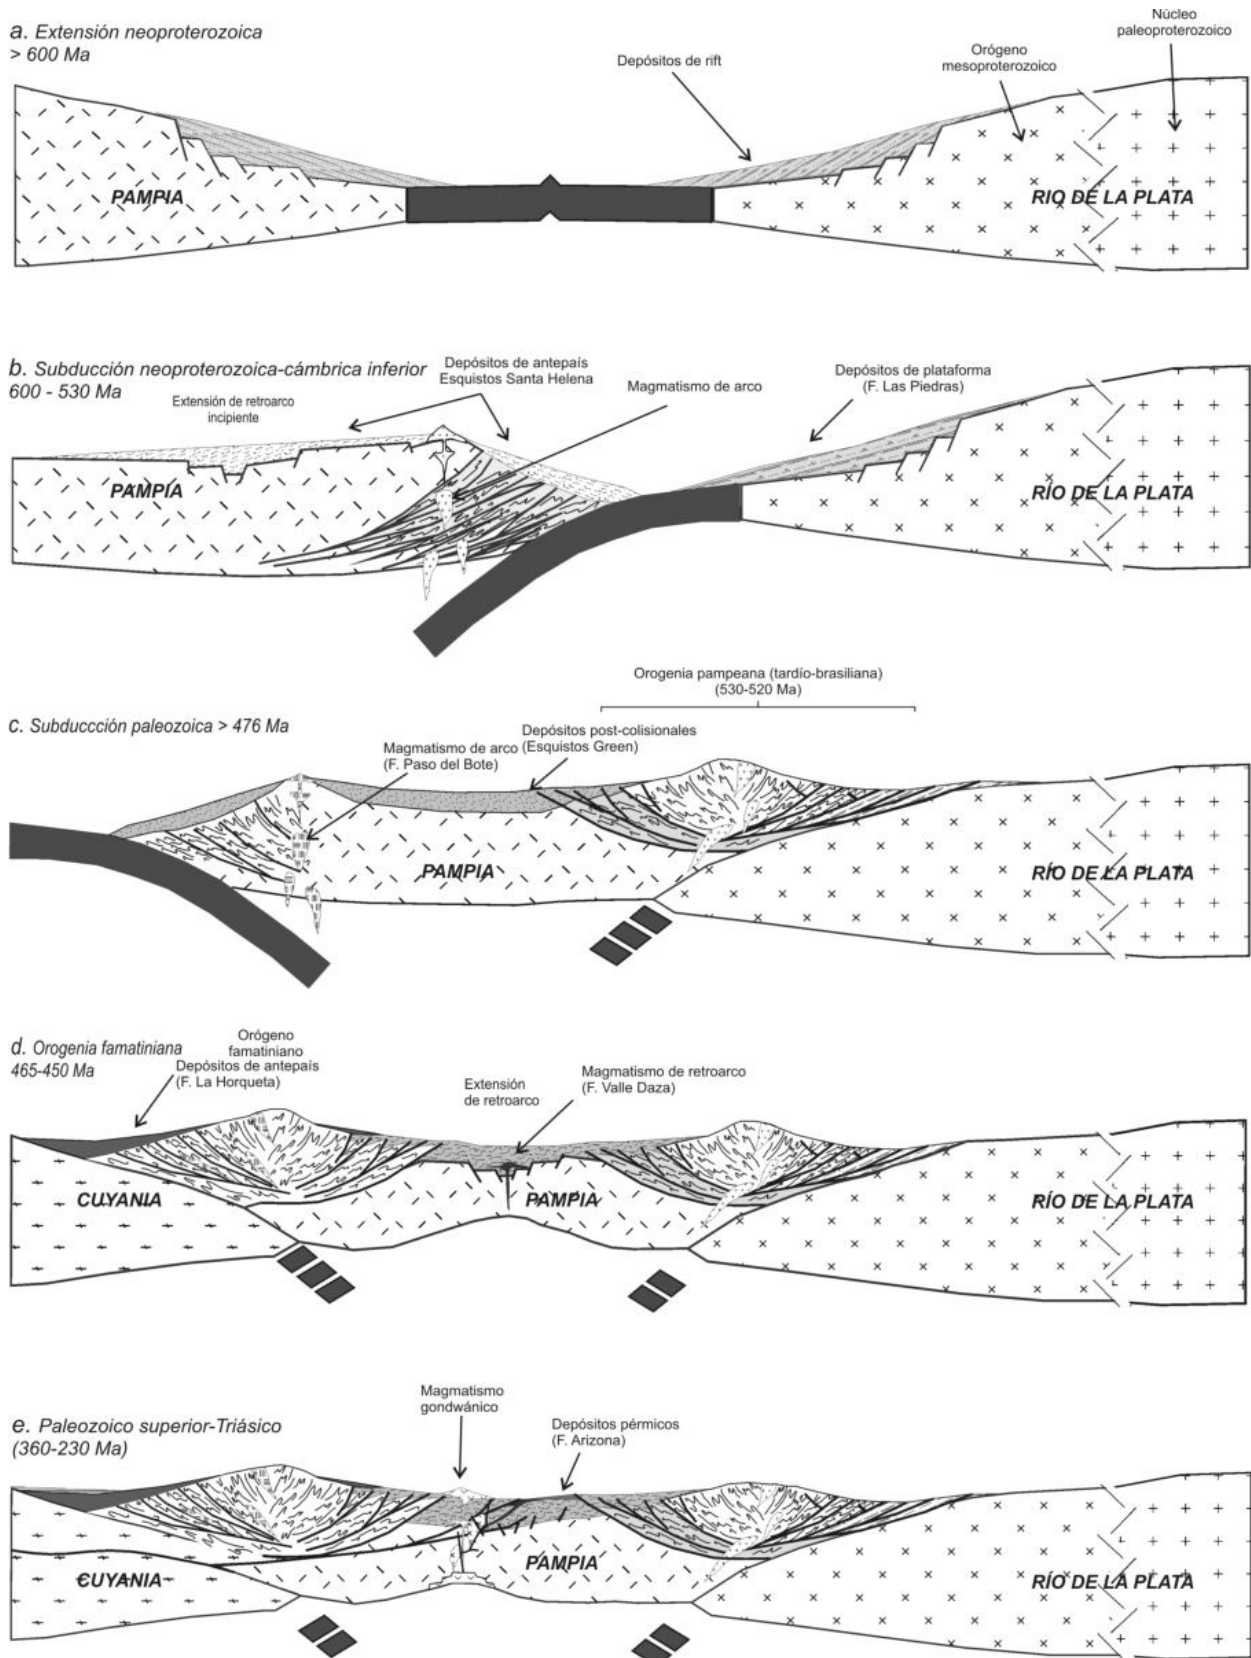 a. Extensión neoproterozoica
> 600 Ma
Depósitos de rift
Orógeno
mesoproterozoico
Núcleo
paleoproterozoico
PAMPIA
RIO DE LA PLATA
b. Subducción neoproterozoica-cámbrica inferior
600 - 530 Ma
Extensión de retroarco
incipiente
Depósitos de antepaís
Esquistos Santa Helena
Magmatismo de arco
Depósitos de plataforma
(F. Las Piedras)
PAMPIA
RÍO DE LA PLATA
Orogenia pampeana (tardío-brasiliana)
(530-520 Ma)
c. Subduccción paleozoica > 476 Ma
Magmatismo de arco
(F. Paso del Bote)
Depósitos post-colisionales
(Esquistos Green)
PAMPIA
RÍO DE LA PLATA
d. Orogenia famatiniana
465-450 Ma
Orógeno
famatiniano
Depósitos de antepaís
(F. La Horqueta)
Extensión
de retroarco
Magmatismo de retroarco
(F. Valle Daza)
CUYANIA
PAMPIA
RÍO DE LA PLATA
e. Paleozoico superior-Triásico
(360-230 Ma)
Magmatismo
gondwánico
Depósitos pérmicos
(F. Arizona)
CUYANIA
PAMPIA
RÍO DE LA PLATA